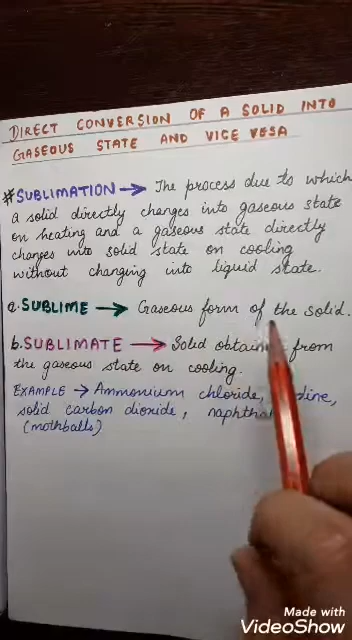 DIRECT CONVERSION OF A SOLID INTO
GASEOUS STATE AND VICE VESA
#SUBLIMATION → The process due to which
a solid directly changes into gaseous state
on heating and a gaseous state directly
changes into solid state on cooling
without changing into liquid state.
a. SUBLIME → Gaseous form of the solid.
b. SUBLIMATE → Solid obtained from
the gaseous state on cooling.
EXAMPLE → Ammonium chloride,
solid carbon dioxide,
(mothballs)
Made with
VideoShow